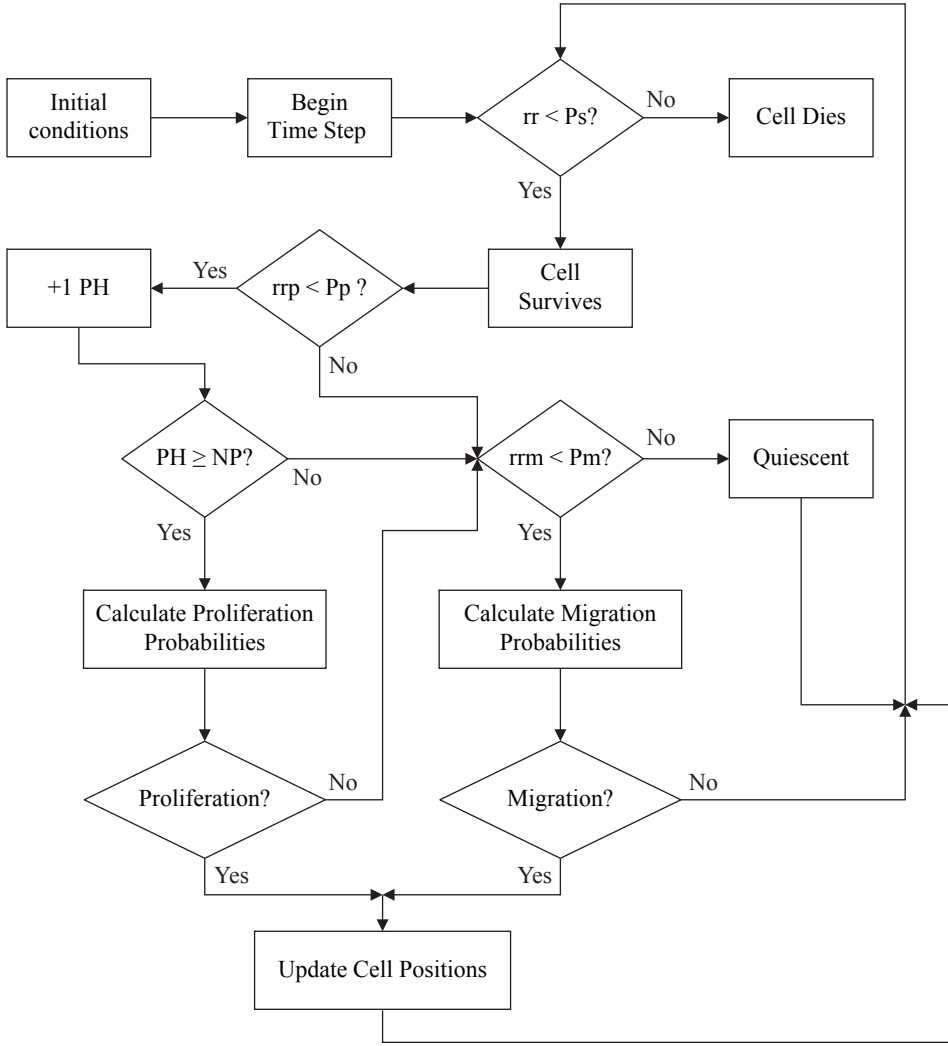 Initial
conditions
Begin
Time Step
rr < Ps?
No
Cell Dies
Yes
+1 PH
Yes
rrp < Pp ?
Cell
Survives
No
PH ≥ NP?
No
rrm < Pm?
No
Quiescent
Yes
Yes
Calculate Proliferation
Probabilities
Calculate Migration
Probabilities
Proliferation?
No
Migration?
No
Yes
Yes
Update Cell Positions